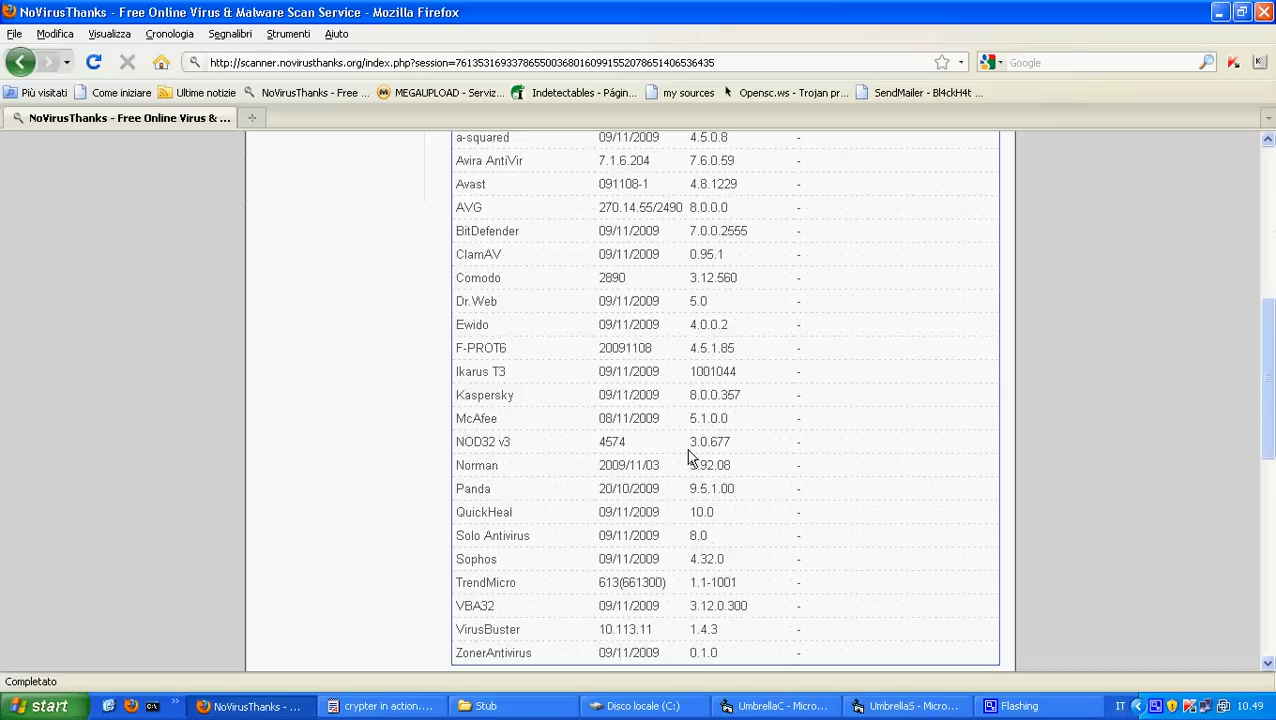 NoVirusThanks - Free Online Virus & Malware Scan Service - Mozilla Firefox
File Modifica Visualizza Cronologia Segnalibri Strumenti Aiuto
http://scanner.novirusthanks.org/index.php?session=7613531693378655003680160991552078651406536435 Google K
Più visitati Come iniziare Ultime notizie NoVirusThanks - Free ... MEGAUPLOAD - Serviz... Indetectables - Págin... my sources Opensc.ws - Trojan pr... SendMailer - Bl4ckH4t ...
NoVirusThanks - Free Online Virus & ...
a-squared 09/11/2009 4.5.0.8 -
Avira AntiVir 7.1.6.204 7.6.0.59 -
Avast 091108-1 4.8.1229 -
AVG 270.14.55/2490 8.0.0.0 -
BitDefender 09/11/2009 7.0.0.2555 -
ClamAV 09/11/2009 0.95.1 -
Comodo 2890 3.12.560 -
Dr.Web 09/11/2009 5.0 -
Ewido 09/11/2009 4.0.0.2 -
F-PROT6 20091108 4.5.1.85 -
Ikarus T3 09/11/2009 1001044 -
Kaspersky 09/11/2009 8.0.0.357 -
McAfee 08/11/2009 5.1.0.0 -
NOD32 v3 4574 3.0.677 -
Norman 2009/11/03 .92.08 -
Panda 20/10/2009 9.5.1.00 -
QuickHeal 09/11/2009 10.0 -
Solo Antivirus 09/11/2009 8.0 -
Sophos 09/11/2009 4.32.0 -
TrendMicro 613(661300) 1.1-1001 -
VBA32 09/11/2009 3.12.0.300 -
VirusBuster 10.113.11 1.4.3 -
ZonerAntivirus 09/11/2009 0.1.0 -
Completato
start NoVirusThanks - ... crypter in action.... Stub Disco locale (C:) UmbrellaC - Micro... UmbrellaS - Micro... Flashing IT 10.49